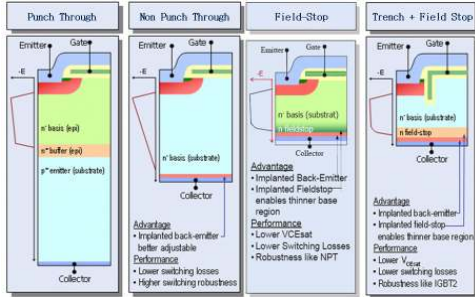 Punch Through
Emitter
Gate
-E
n⁻ basis (epi)
n⁺ buffer (epi)
p⁺ emitter (substrate)
Collector
Non Punch Through
Emitter
Gate
-E
n⁻ basis (substrate)
Collector
Advantage
• Implanted back-emitter
better adjustable
Performance
• Lower switching losses
• Higher switching robustness
Field-Stop
Emitter
Gate
-E
n⁻ basis (substrat)
n fieldstop
Collector
Advantage
• Implanted Back-Emitter
• Implanted Fieldstop
enables thinner base
region
Performance
• Lower VCEsat
• Lower Switching Losses
• Robustness like NPT
Trench + Field Stop
Emitter
Gate
-E
n⁻ basis (substrate)
n field-stop
Collector
Advantage
• Implanted back-emitter
• Implanted field-stop
enables thinner base region
Performance
• Lower VCEsat
• Lower switching losses
• Robustness like IGBT2